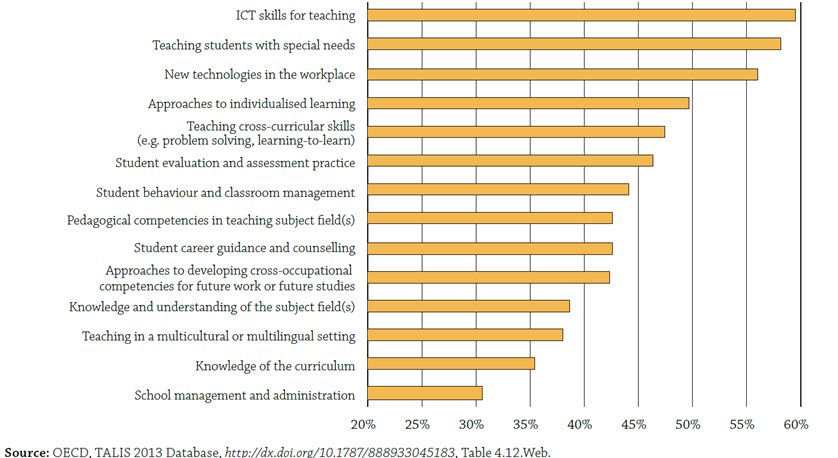 ICT skills for teaching
Teaching students with special needs
New technologies in the workplace
Approaches to individualised learning
Teaching cross-curricular skills
(e.g. problem solving, learning-to-learn)
Student evaluation and assessment practice
Student behaviour and classroom management
Pedagogical competencies in teaching subject field(s)
Student career guidance and counselling
Approaches to developing cross-occupational
competencies for future work or future studies
Knowledge and understanding of the subject field(s)
Teaching in a multicultural or multilingual setting
Knowledge of the curriculum
School management and administration
20% 25% 30% 35% 40% 45% 50% 55% 60%
Source: OECD, TALIS 2013 Database, http://dx.doi.org/10.1787/888933045183, Table 4.12.Web.